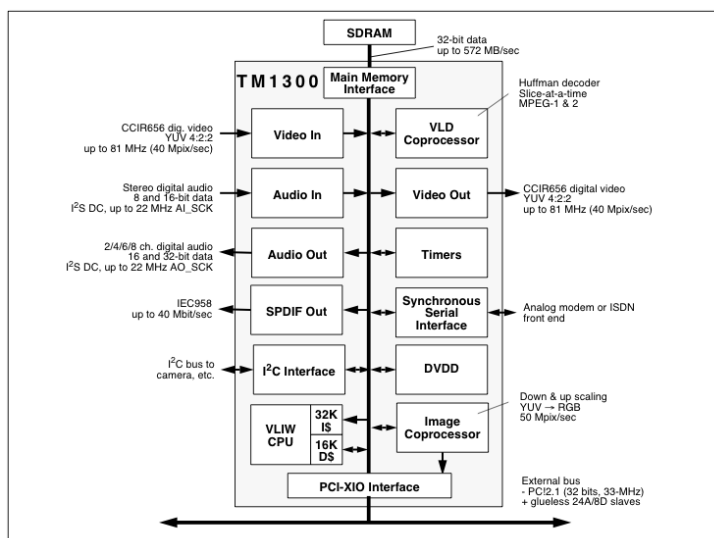 SDRAM
32-bit data
up to 572 MB/sec
TM1300
Main Memory
Interface
Huffman decoder
Slice-at-a-time
MPEG-1 & 2
CCIR656 dig. video
YUV 4:2:2
up to 81 MHz (40 Mpix/sec)
Video In
VLD
Coprocessor
Stereo digital audio
8 and 16-bit data
I²S DC, up to 22 MHz AI_SCK
Audio In
Video Out
CCIR656 digital video
YUV 4:2:2
up to 81 MHz (40 Mpix/sec)
2/4/6/8 ch. digital audio
16 and 32-bit data
I²S DC, up to 22 MHz AO_SCK
Audio Out
Timers
IEC958
up to 40 Mbit/sec
SPDIF Out
Synchronous
Serial
Interface
Analog modem or ISDN
front end
I²C bus to
camera, etc.
I²C Interface
DVDD
VLIW
CPU
32K
I$
16K
D$
Image
Coprocessor
Down & up scaling
YUV → RGB
50 Mpix/sec
PCI-XIO Interface
External bus
- PC!2.1 (32 bits, 33-MHz)
+ glueless 24A/8D slaves